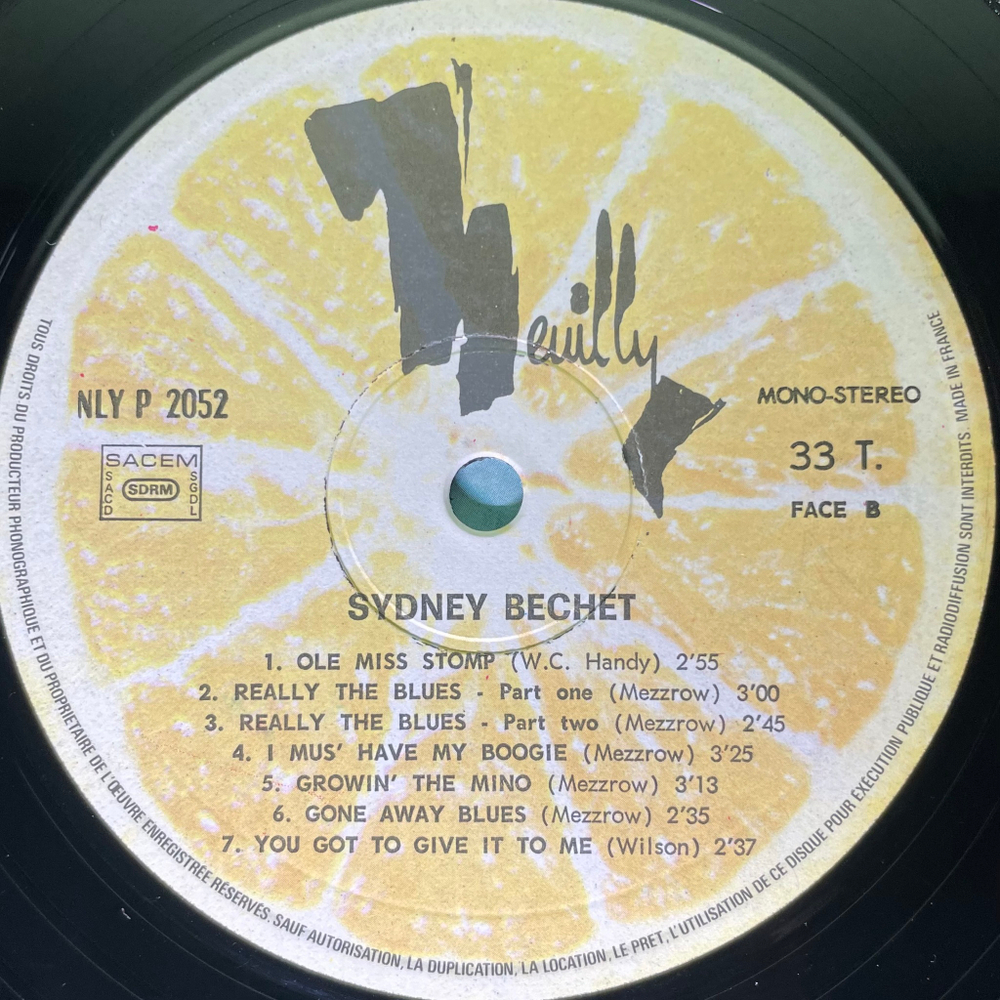 Neuilly
NLY P 2052
MONO-STEREO
SACEM
SACD
SDRM
SGDL
33 T.
FACE B
SYDNEY BECHET
1. OLE MISS STOMP (W.C. Handy) 2'55
2. REALLY THE BLUES - Part one (Mezzrow) 3'00
3. REALLY THE BLUES - Part two (Mezzrow) 2'45
4. I MUS' HAVE MY BOOGIE (Mezzrow) 3'25
5. GROWIN' THE MINO (Mezzrow) 3'13
6. GONE AWAY BLUES (Mezzrow) 2'35
7. YOU GOT TO GIVE IT TO ME (Wilson) 2'37
TOUS DROITS DU PRODUCTEUR PHONOGRAPHIQUE ET DU PROPRIETAIRE DE L'ŒUVRE ENREGISTRÉE RÉSERVÉS. SAUF AUTORISATION, LA DUPLICATION, LA LOCATION, LE PRET, L'UTILISATION DE CE DISQUE POUR EXECUTION PUBLIQUE ET RADIODIFFUSION SONT INTERDITS. MADE IN FRANCE